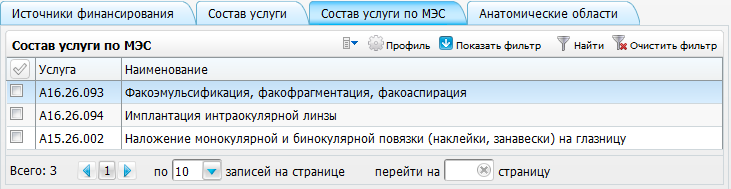 Источники финансирования Состав услуги Состав услуги по МЭС Анатомические области
Состав услуги по МЭС Профиль Показать фильтр Найти Очистить фильтр
Услуга Наименование
A16.26.093 Факоэмульсификация, факофрагментация, факоаспирация
A16.26.094 Имплантация интраокулярной линзы
A15.26.002 Наложение монокулярной и бинокулярной повязки (наклейки, занавески) на глазницу
Всего: 3 1 по 10 записей на странице перейти на страницу